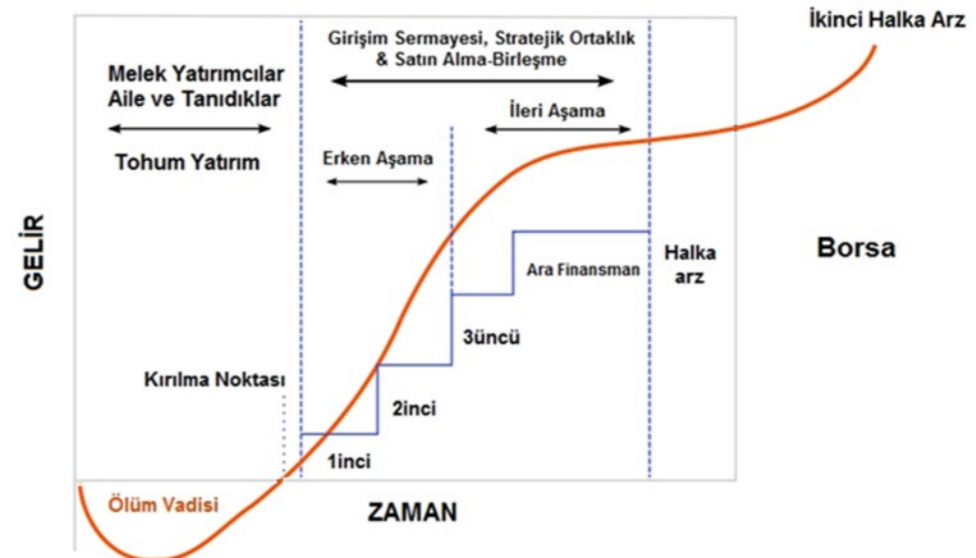 İkinci Halka Arz
Girişim Sermayesi, Stratejik Ortaklık
& Satın Alma-Birleşme
Melek Yatırımcılar
Aile ve Tanıdıklar
İleri Aşama
Tohum Yatırım
Erken Aşama
GELİR
Borsa
Halka
arz
Ara Finansman
3üncü
Kırılma Noktası
2inci
1inci
Ölüm Vadisi
ZAMAN